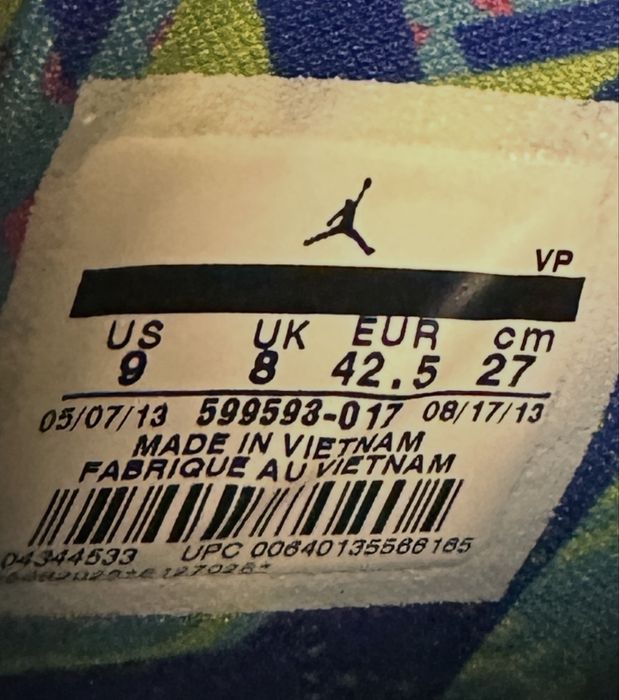 VP
US UK EUR cm
9 8 42.5 27
05/07/13 599593-017 08/17/13
MADE IN VIETNAM
FABRIQUE AU VIETNAM
04344533 UPC 00640135566165